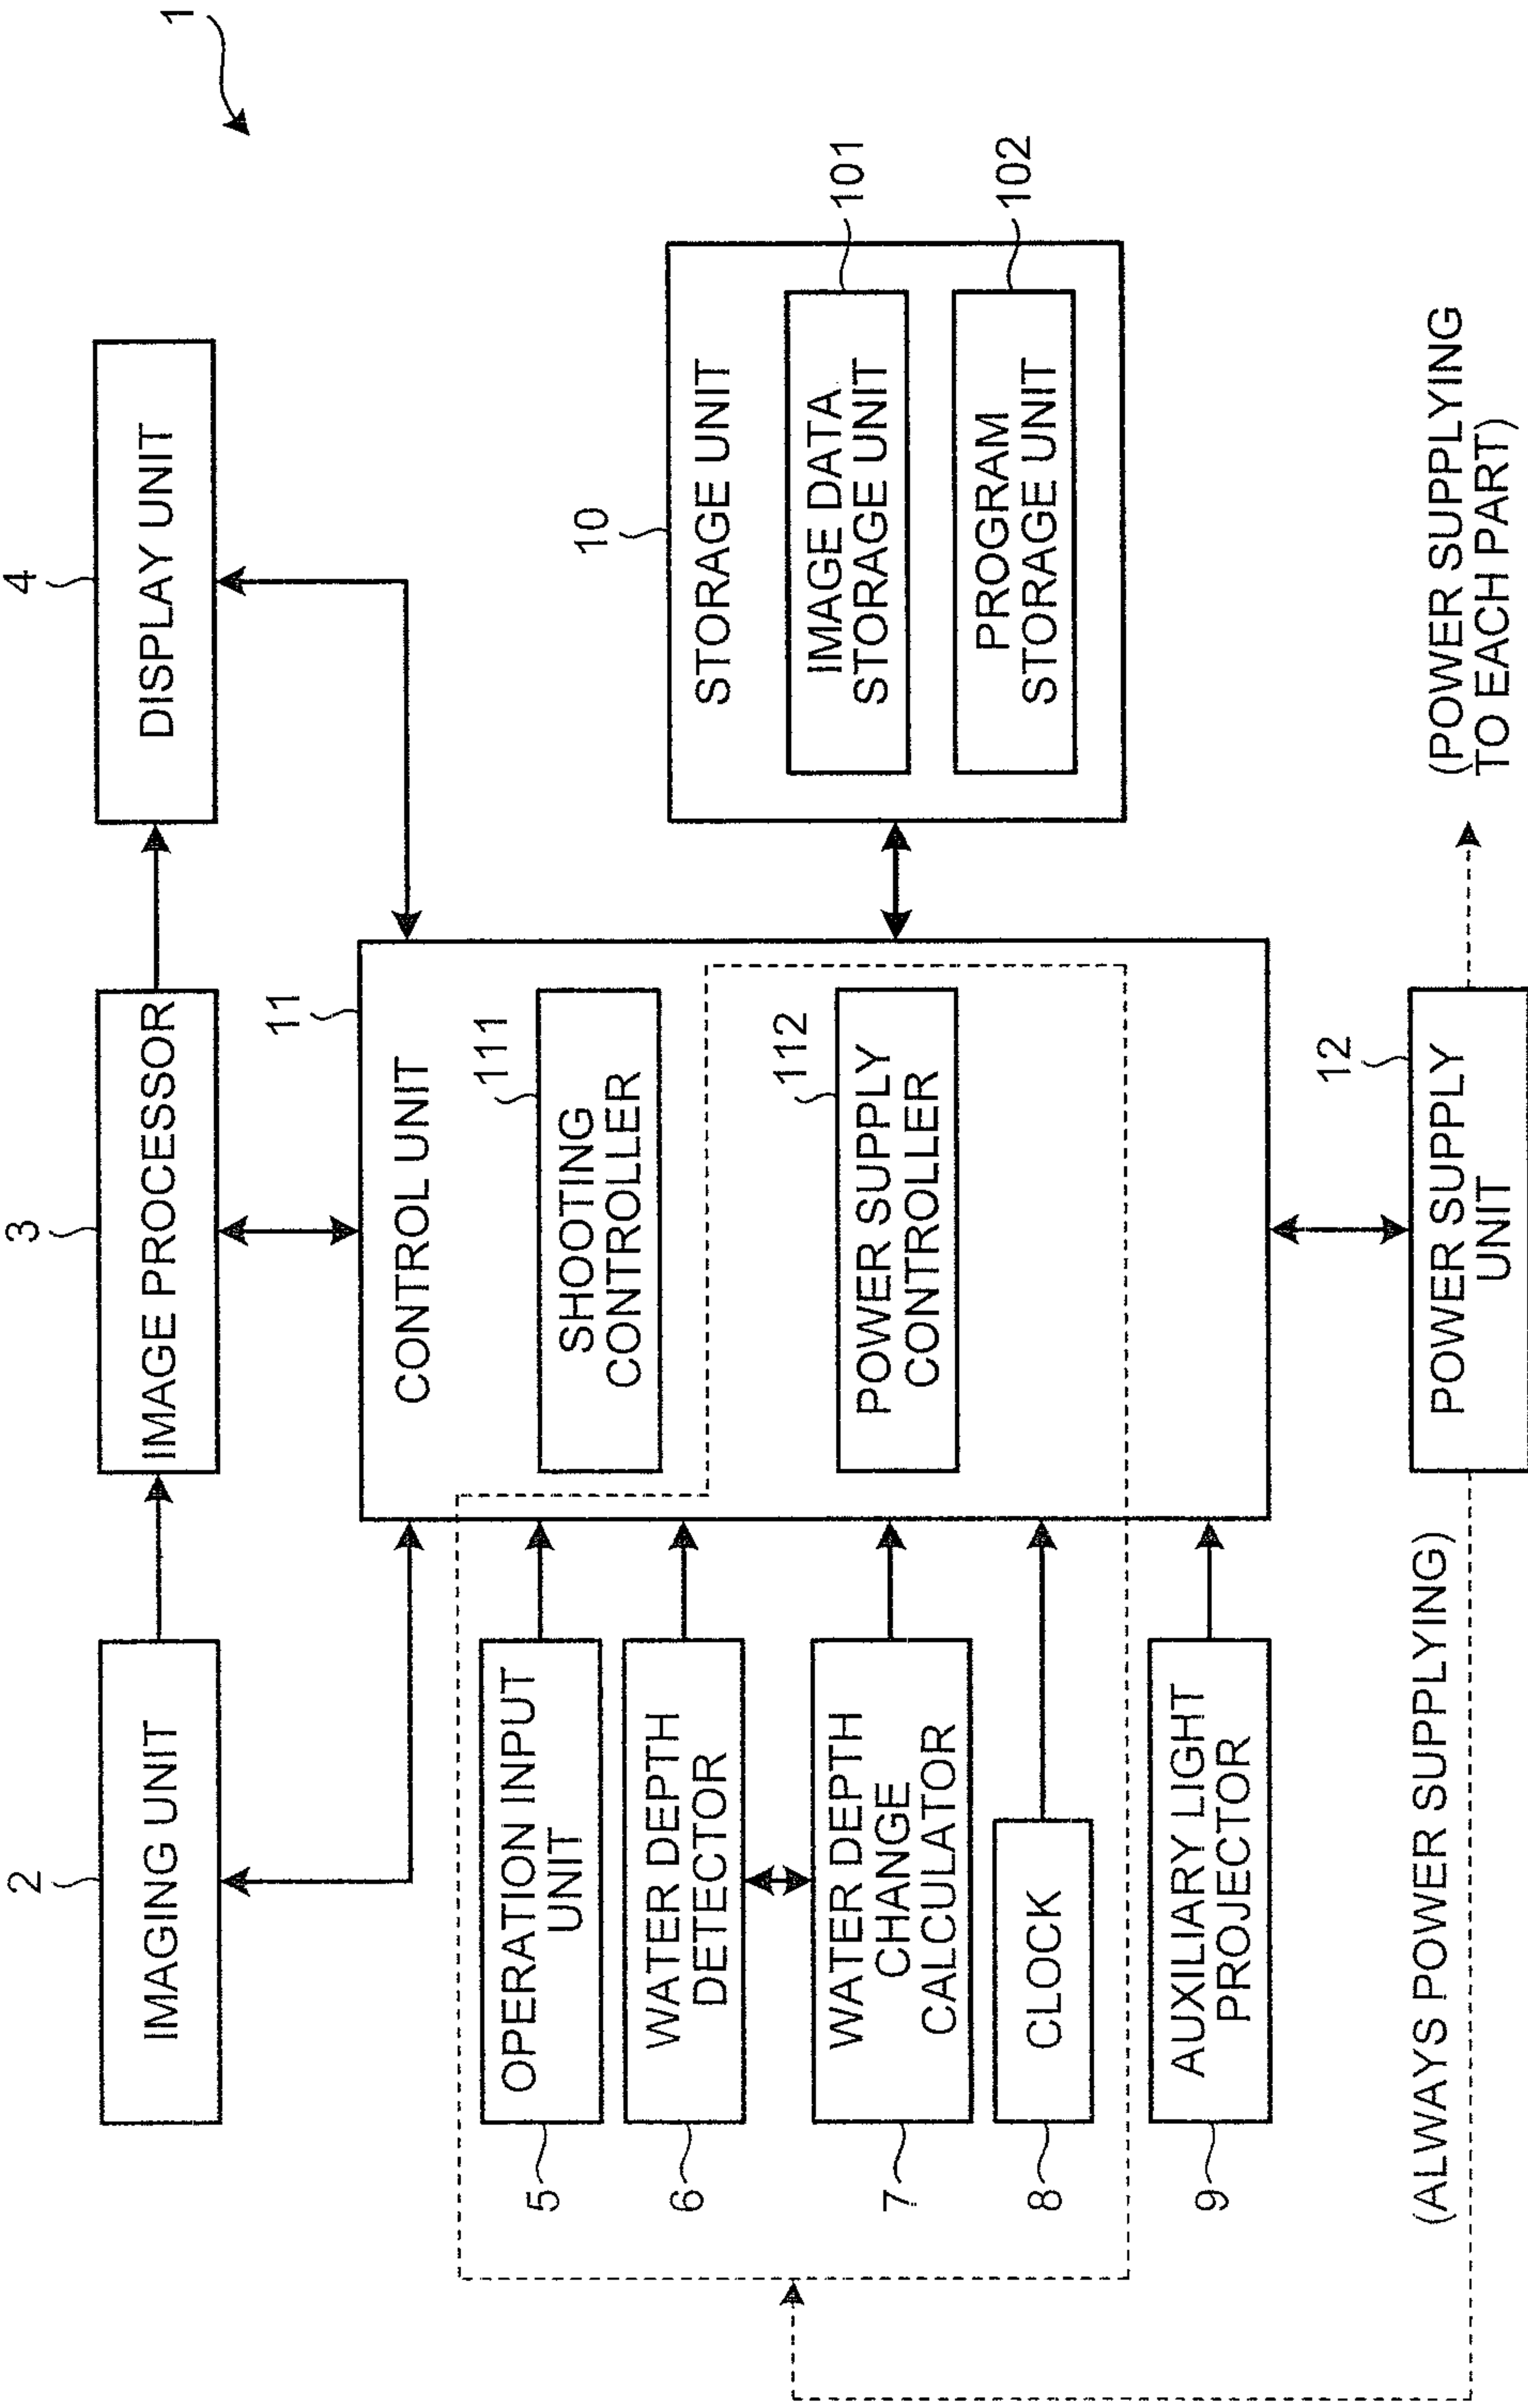 1
2
IMAGING UNIT
3
IMAGE PROCESSOR
4
DISPLAY UNIT
11
CONTROL UNIT
111
SHOOTING
CONTROLLER
112
POWER SUPPLY
CONTROLLER
5
OPERATION INPUT
UNIT
6
WATER DEPTH
DETECTOR
7
WATER DEPTH
CHANGE
CALCULATOR
8
CLOCK
9
AUXILIARY LIGHT
PROJECTOR
10
STORAGE UNIT
IMAGE DATA
STORAGE UNIT
101
PROGRAM
STORAGE UNIT
102
(ALWAYS POWER SUPPLYING)
12
POWER SUPPLY
UNIT
(POWER SUPPLYING
TO EACH PART)